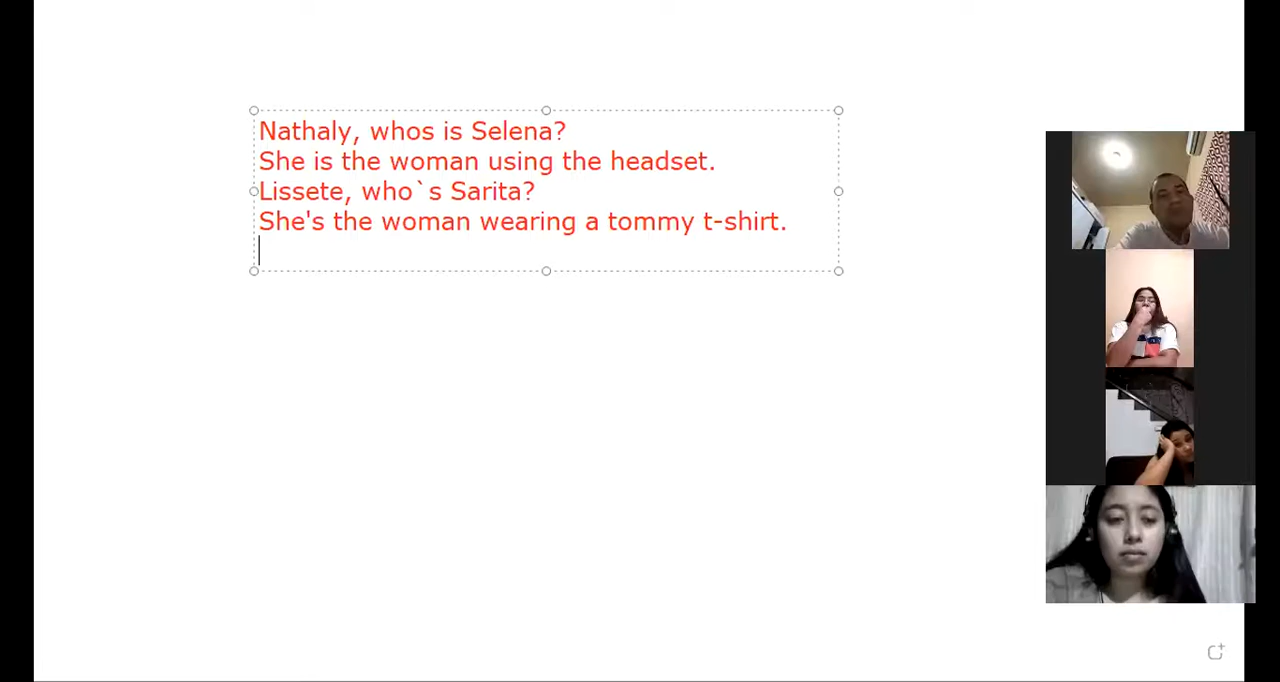 Nathaly, whos is Selena?
She is the woman using the headset.
Lissete, who`s Sarita?
She's the woman wearing a tommy t-shirt.